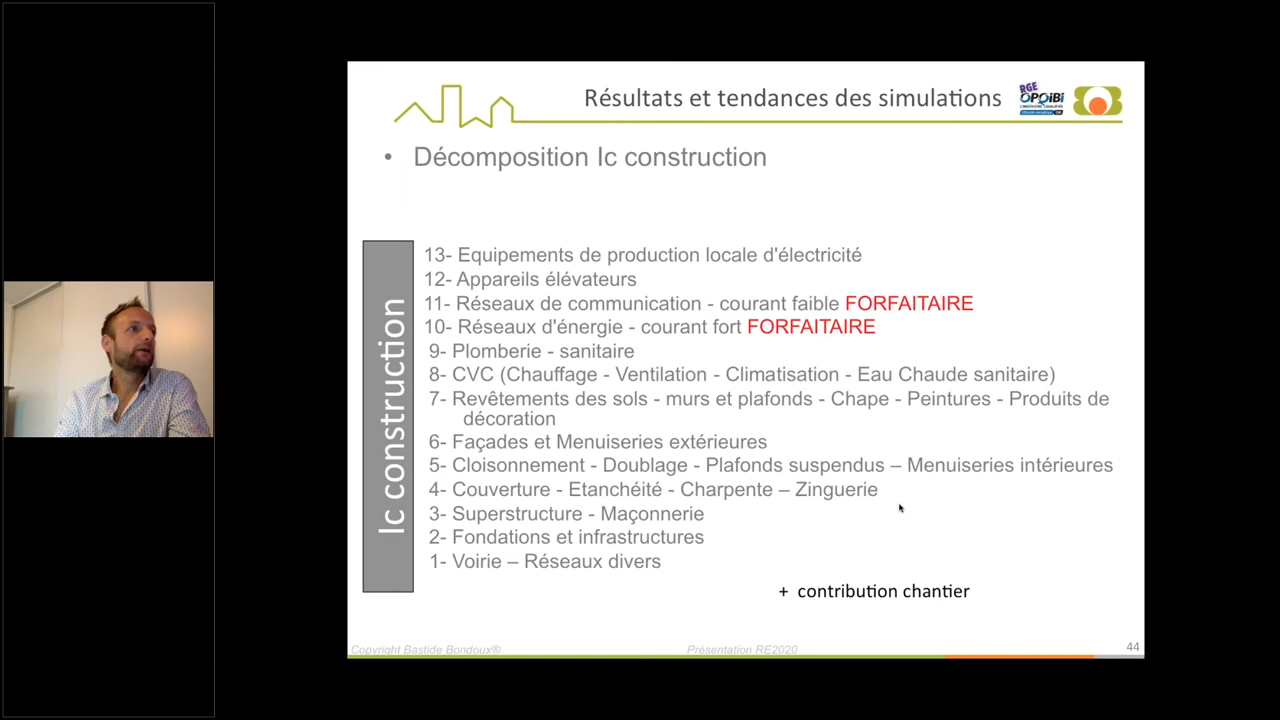 Résultats et tendances des simulations
RGE
OPQiBi
• Décomposition Ic construction
Ic construction
13- Equipements de production locale d'électricité
12- Appareils élévateurs
11- Réseaux de communication - courant faible FORFAITAIRE
10- Réseaux d'énergie - courant fort FORFAITAIRE
9- Plomberie - sanitaire
8- CVC (Chauffage - Ventilation - Climatisation - Eau Chaude sanitaire)
7- Revêtements des sols - murs et plafonds - Chape - Peintures - Produits de
décoration
6- Façades et Menuiseries extérieures
5- Cloisonnement - Doublage - Plafonds suspendus – Menuiseries intérieures
4- Couverture - Etanchéité - Charpente – Zinguerie
3- Superstructure - Maçonnerie
2- Fondations et infrastructures
1- Voirie – Réseaux divers
+ contribution chantier
Copyright Bastide Bondoux®
Présentation RE2020
44